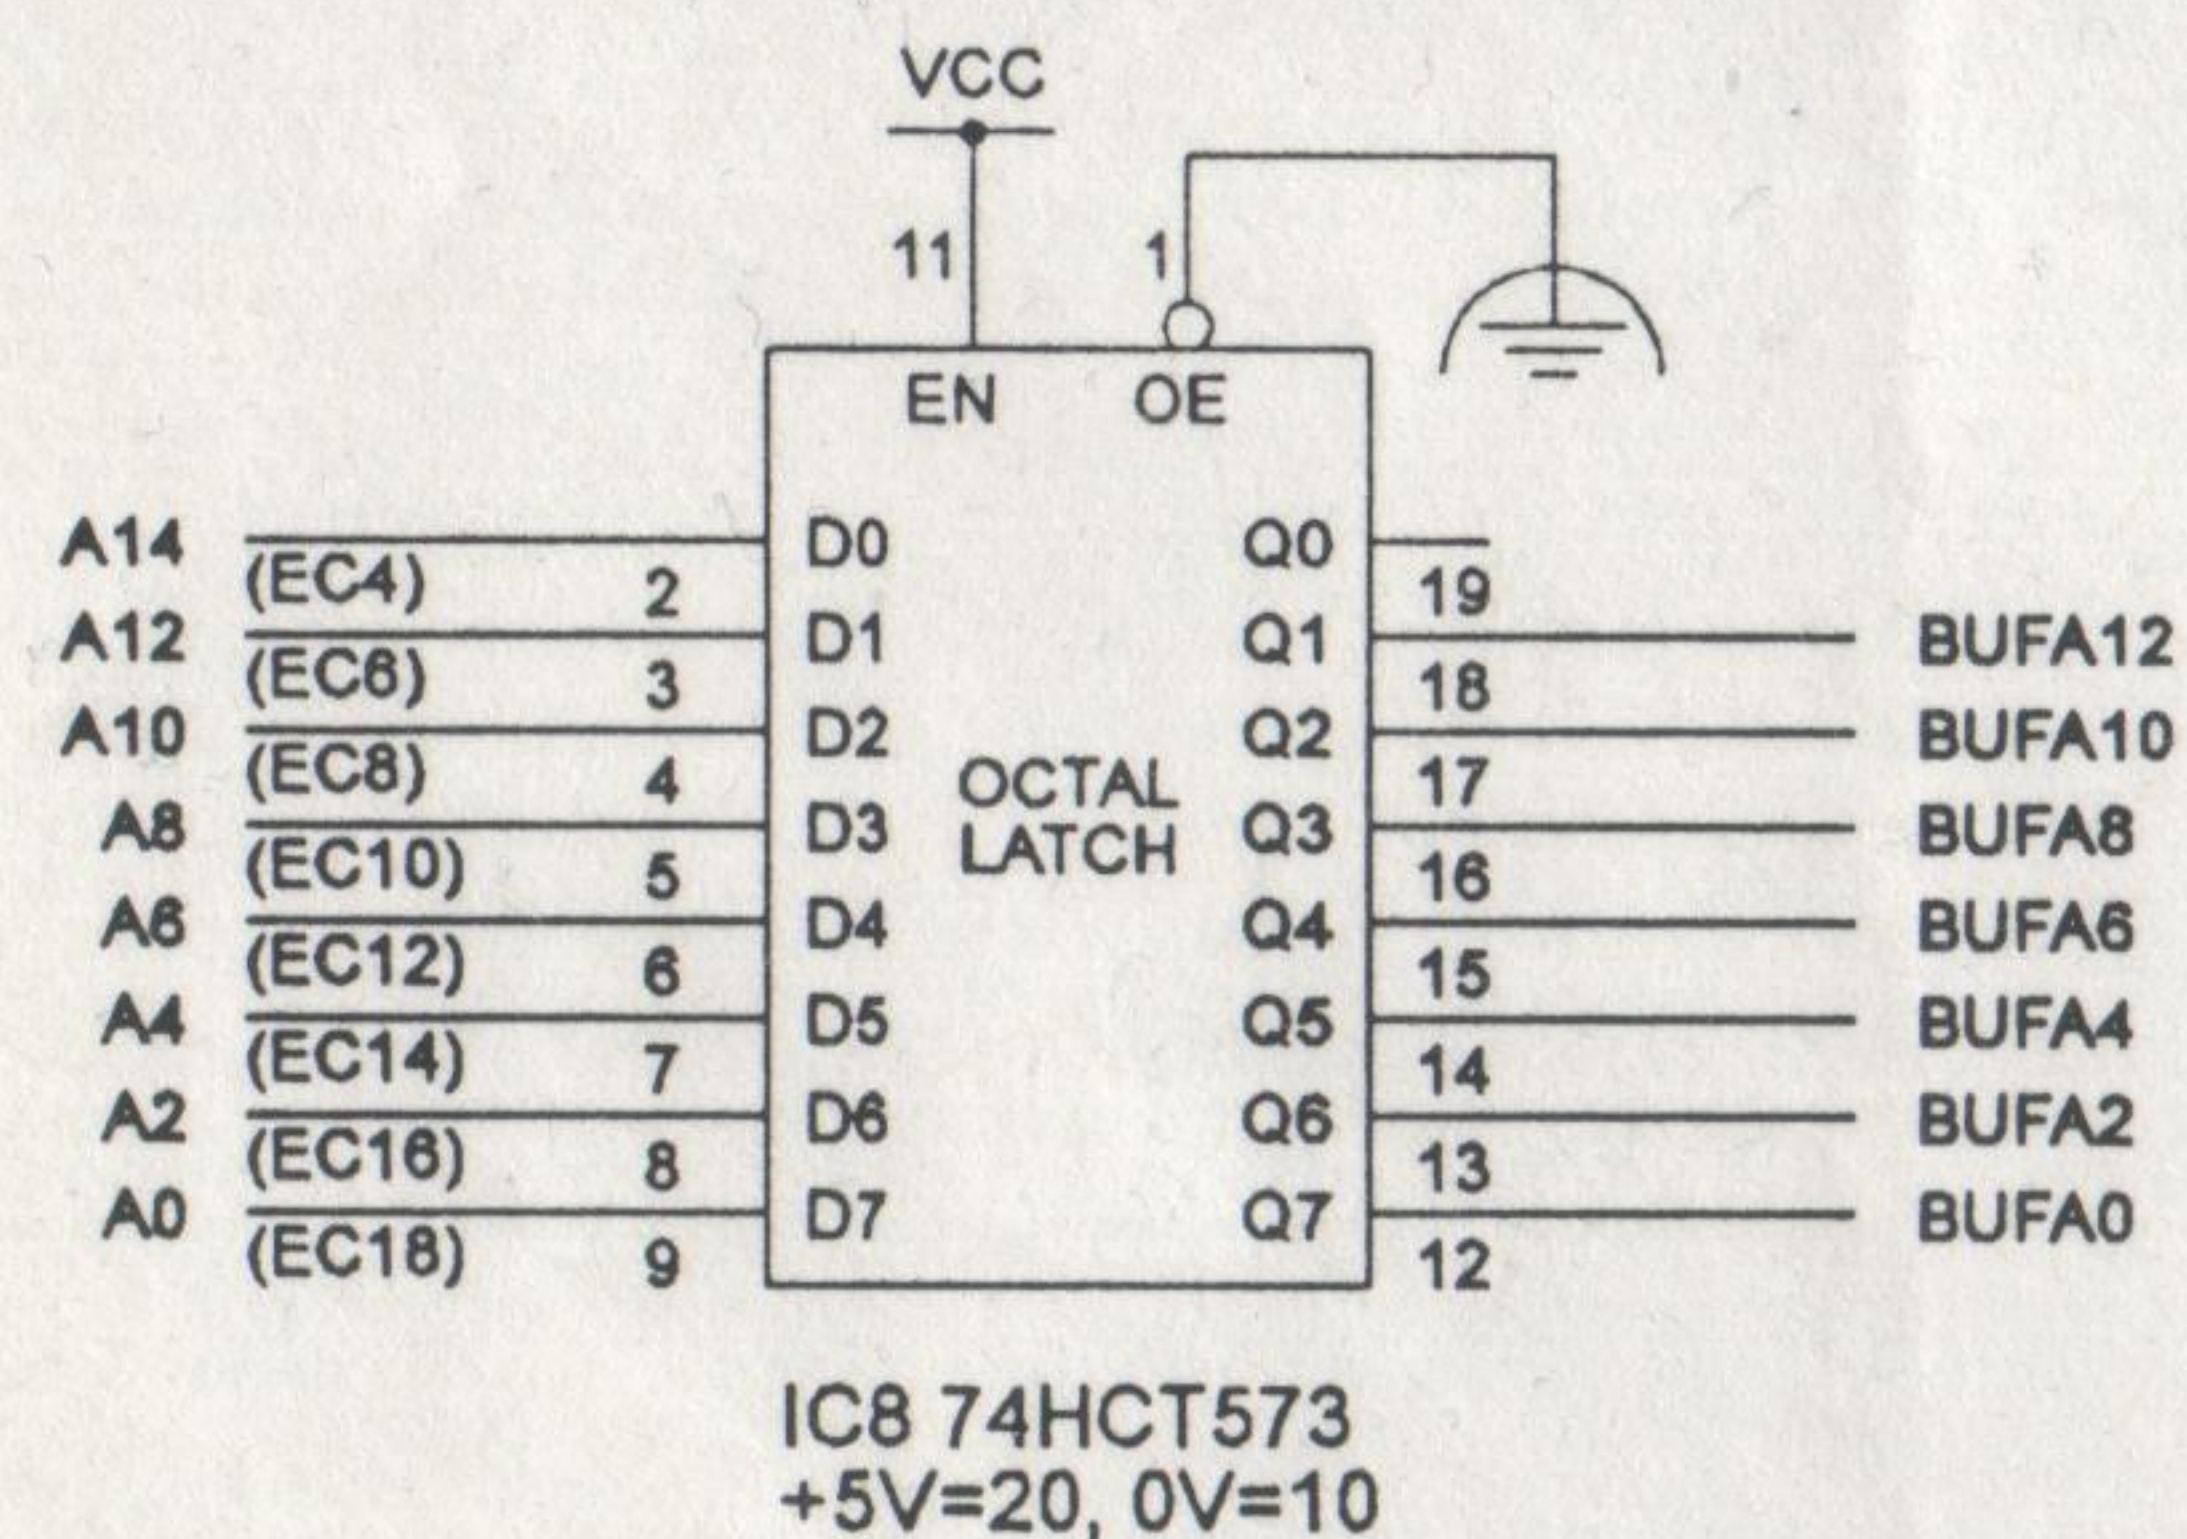 VCC
11 1
EN OE
A14 (EC4) 2 D0 Q0 19
A12 (EC6) 3 D1 Q1 18 BUFA12
A10 (EC8) 4 D2 Q2 17 BUFA10
A8 (EC10) 5 D3 Q3 16 BUFA8
A6 (EC12) 6 D4 Q4 15 BUFA6
A4 (EC14) 7 D5 Q5 14 BUFA4
A2 (EC16) 8 D6 Q6 13 BUFA2
A0 (EC18) 9 D7 Q7 12 BUFA0
OCTAL
LATCH
IC8 74HCT573
+5V=20, 0V=10